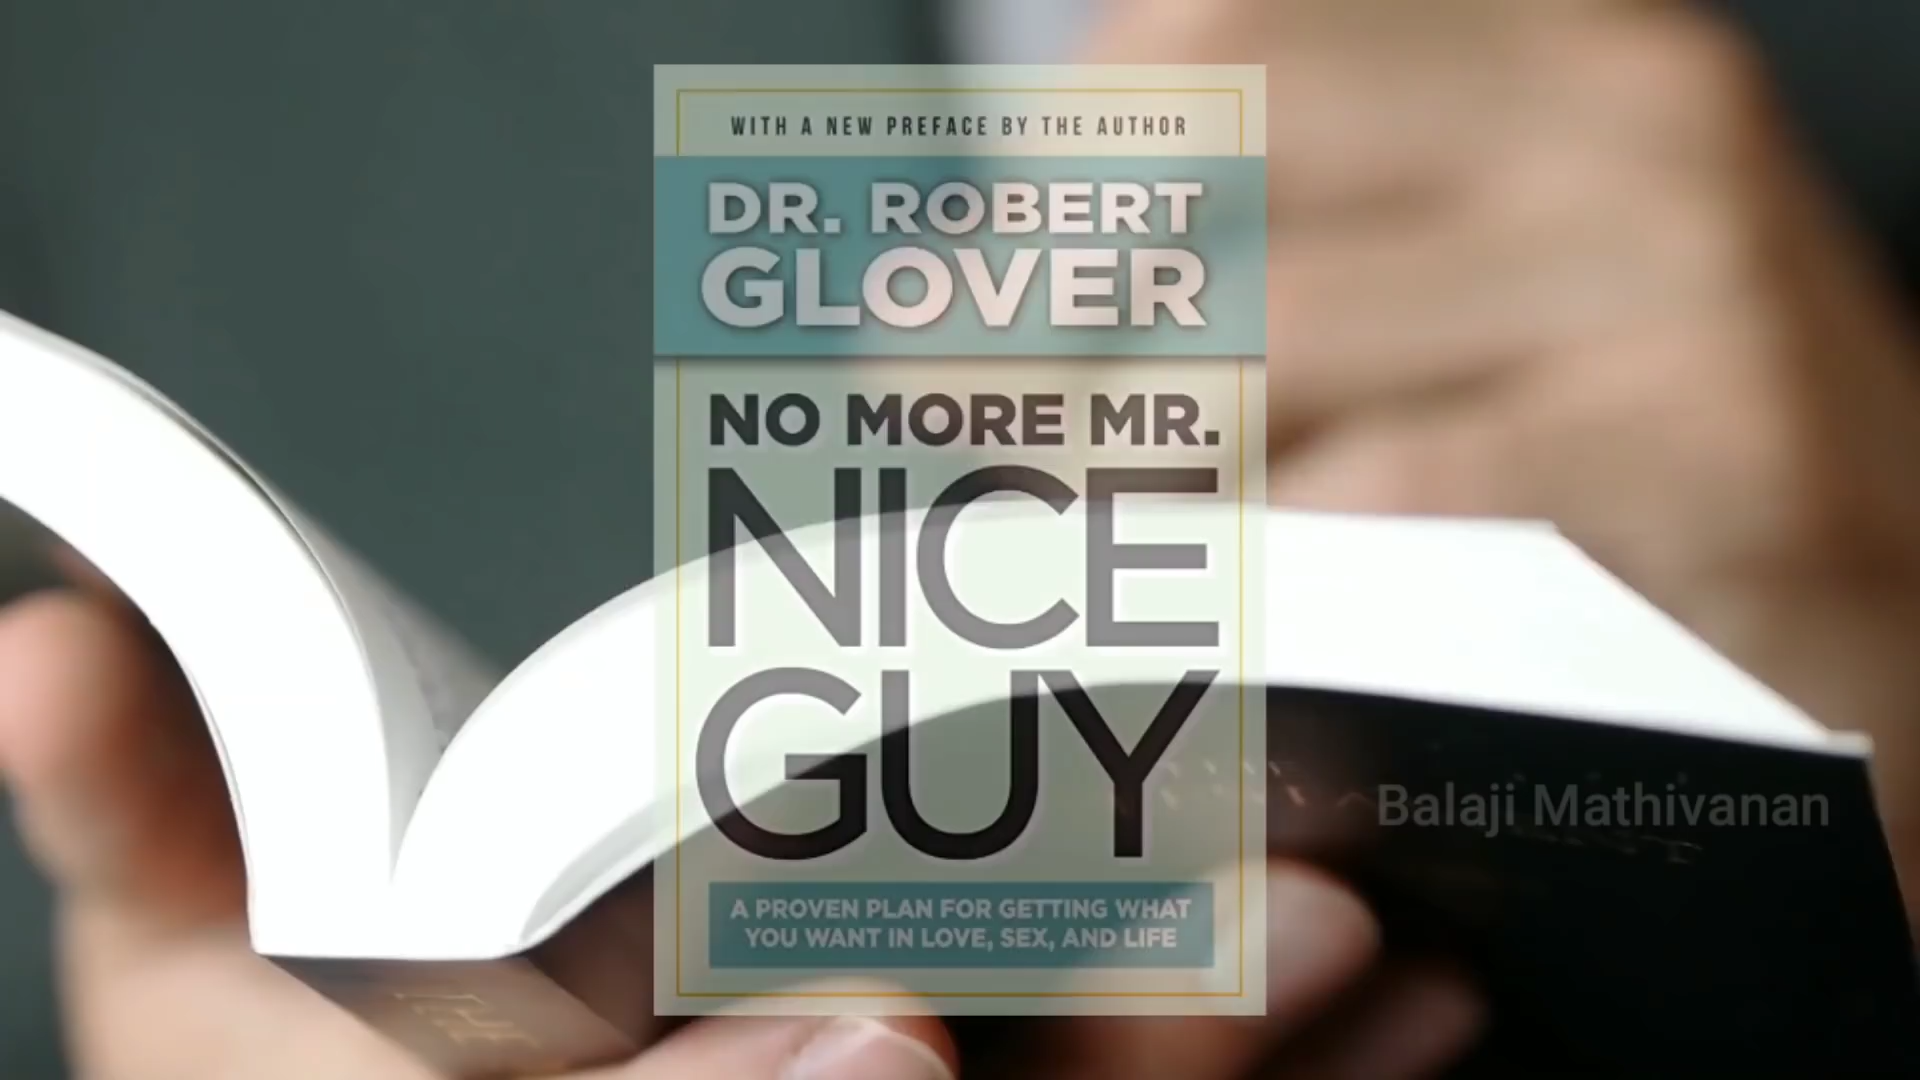 WITH A NEW PREFACE BY THE AUTHOR
DR. ROBERT
GLOVER
NO MORE MR.
NICE
GUY
A PROVEN PLAN FOR GETTING WHAT
YOU WANT IN LOVE, SEX, AND LIFE
Balaji Mathivanan